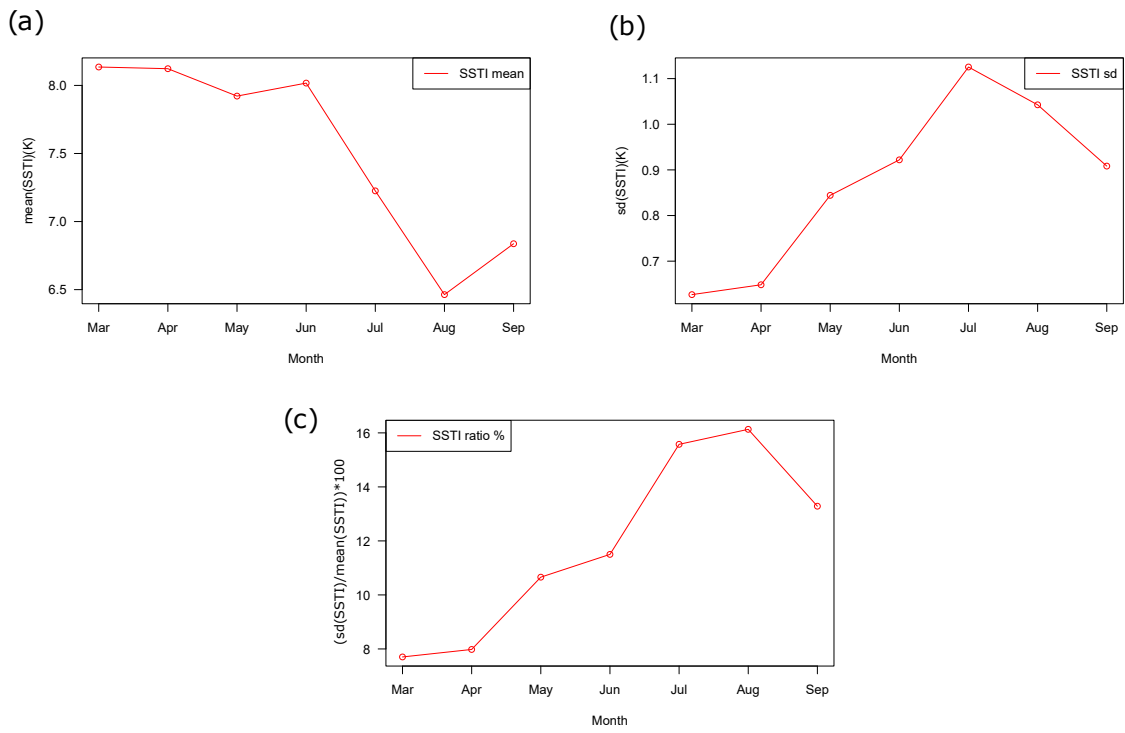 (a)
SSTI mean
mean(SSTI)(K)
8.0
7.5
7.0
6.5
Mar Apr May Jun Jul Aug Sep
Month
(b)
SSTI sd
sd(SSTI)(K)
1.1
1.0
0.9
0.8
0.7
Mar Apr May Jun Jul Aug Sep
Month
(c)
SSTI ratio %
(sd(SSTI)/mean(SSTI))*100
16
14
12
10
8
Mar Apr May Jun Jul Aug Sep
Month